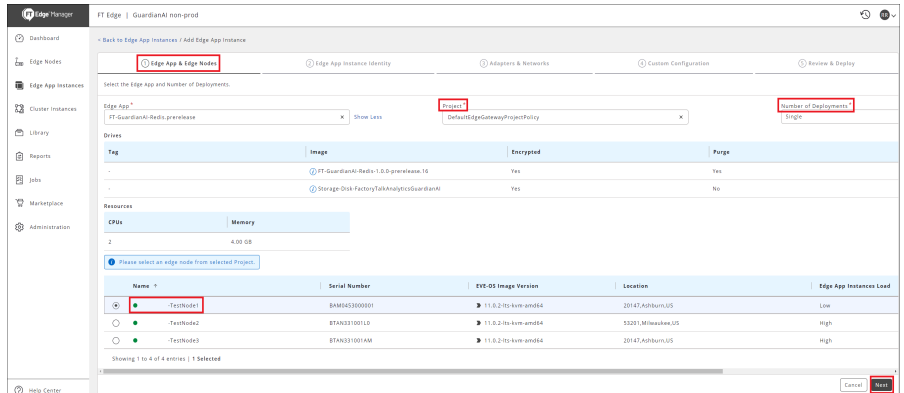 FT Edge Manager
FT Edge | GuardianAI non-prod
RR
Dashboard
Edge Nodes
Edge App Instances
Cluster Instances
Library
Reports
Jobs
Marketplace
Administration
Help Center
< Back to Edge App Instances / Add Edge App Instance
1 Edge App & Edge Nodes
2 Edge App Instance Identity
3 Adapters & Networks
4 Custom Configuration
5 Review & Deploy
Select the Edge App and Number of Deployments.
Edge App * Project * Number of Deployments *
FT-GuardianAI-Redis.prerelease × Show Less DefaultEdgeGatewayProjectPolicy × Single
Drives
Tag Image Encrypted Purge
- FT-GuardianAI-Redis-1.0.0-prerelease.16 Yes Yes
- Storage-Disk-FactoryTalkAnalyticsGuardianAI Yes No
Resources
CPUs Memory
2 4.00 GB
Please select an edge node from selected Project.
Name ↑ Serial Number EVE-OS Image Version Location Edge App Instances Load
-TestNode1 BAM0453000001 11.0.2-lts-kvm-amd64 20147,Ashburn,US Low
-TestNode2 BTAN331001L0 11.0.2-lts-kvm-amd64 53201,Milwaukee,US High
-TestNode3 BTAN331001AM 11.0.2-lts-kvm-amd64 20147,Ashburn,US High
Showing 1 to 4 of 4 entries | 1 Selected
Cancel Next